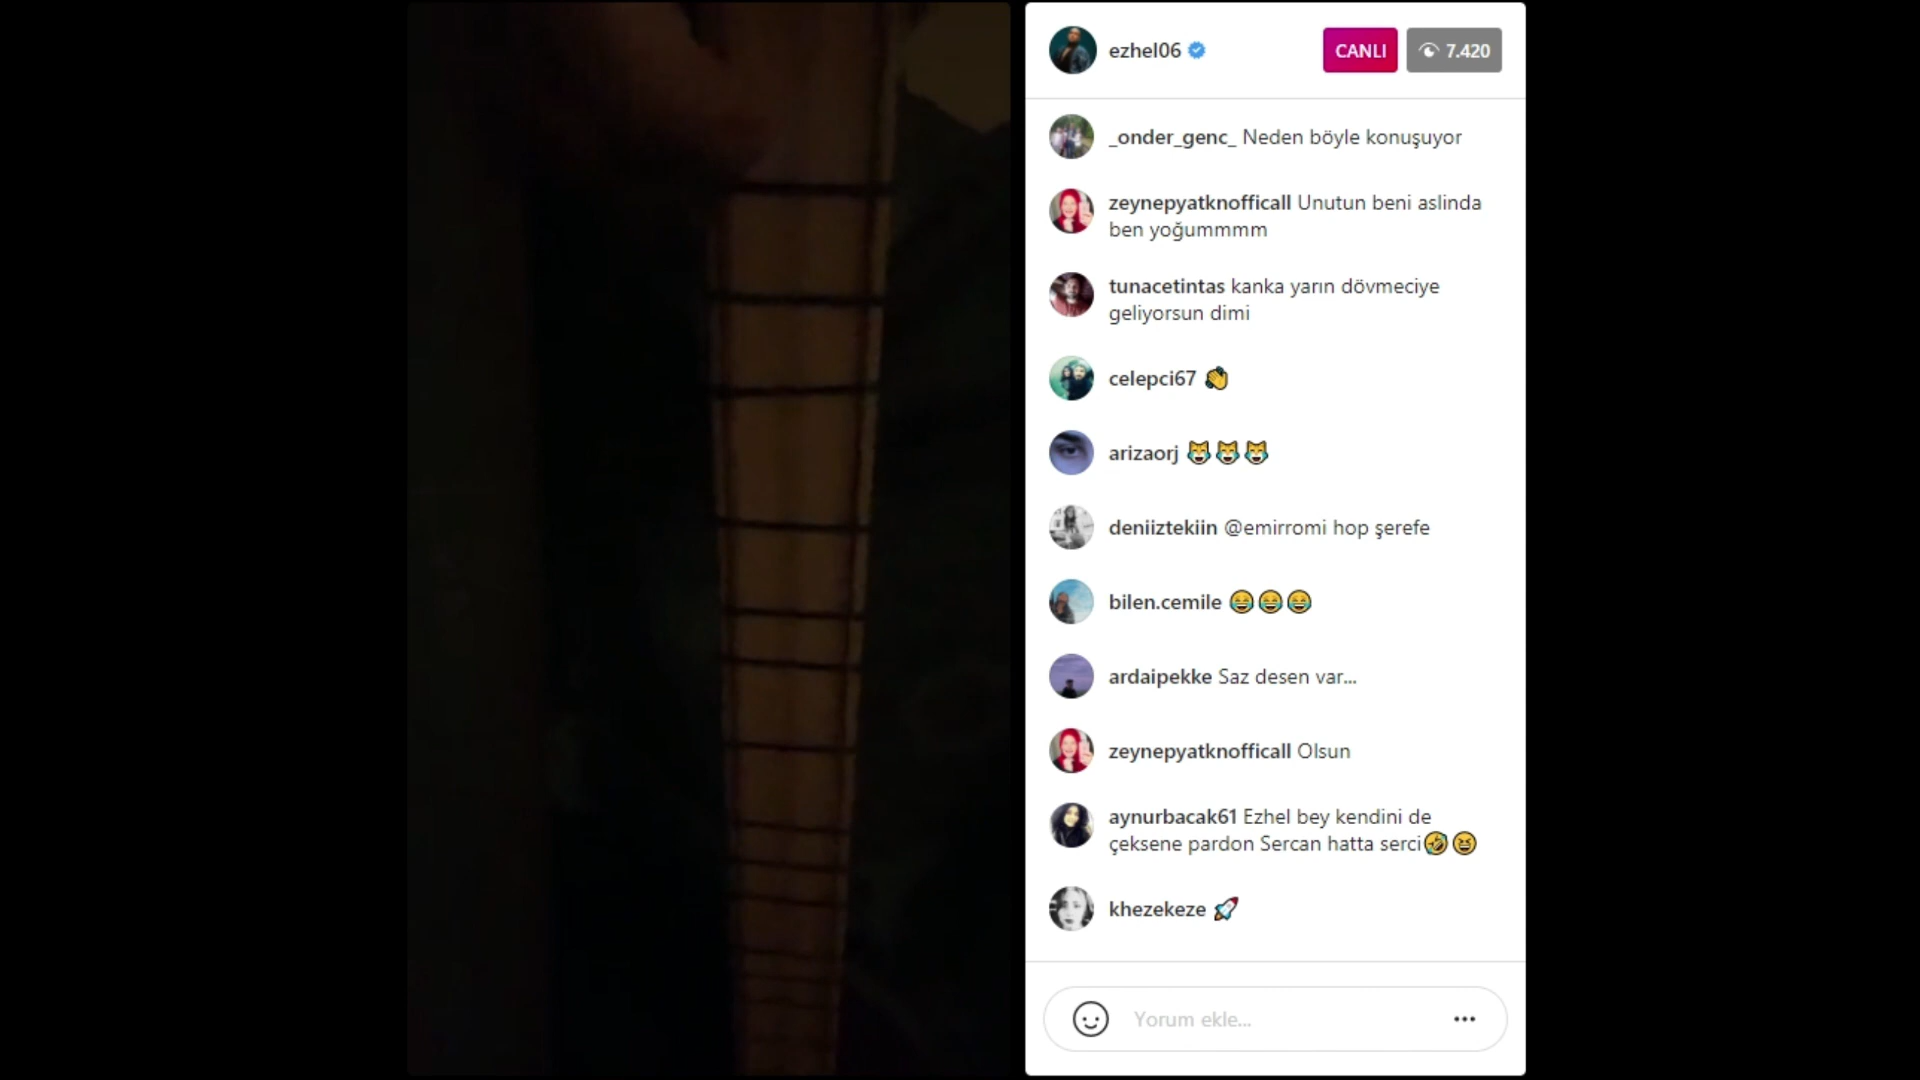 ezhel06
CANLI
7.420
_onder_genc_ Neden böyle konuşuyor
zeynepyatknofficall Unutun beni aslinda
ben yoğummmm
tunacetintas kanka yarın dövmeciye
geliyorsun dimi
celepci67 👏
arizaorj 😹😹😹
deniiztekiin @emirromi hop şerefe
bilen.cemile 😂😂😂
ardaipekke Saz desen var...
zeynepyatknofficall Olsun
aynurbacak61 Ezhel bey kendini de
çeksene pardon Sercan hatta serci🤣😆
khezekeze 🚀
Yorum ekle...